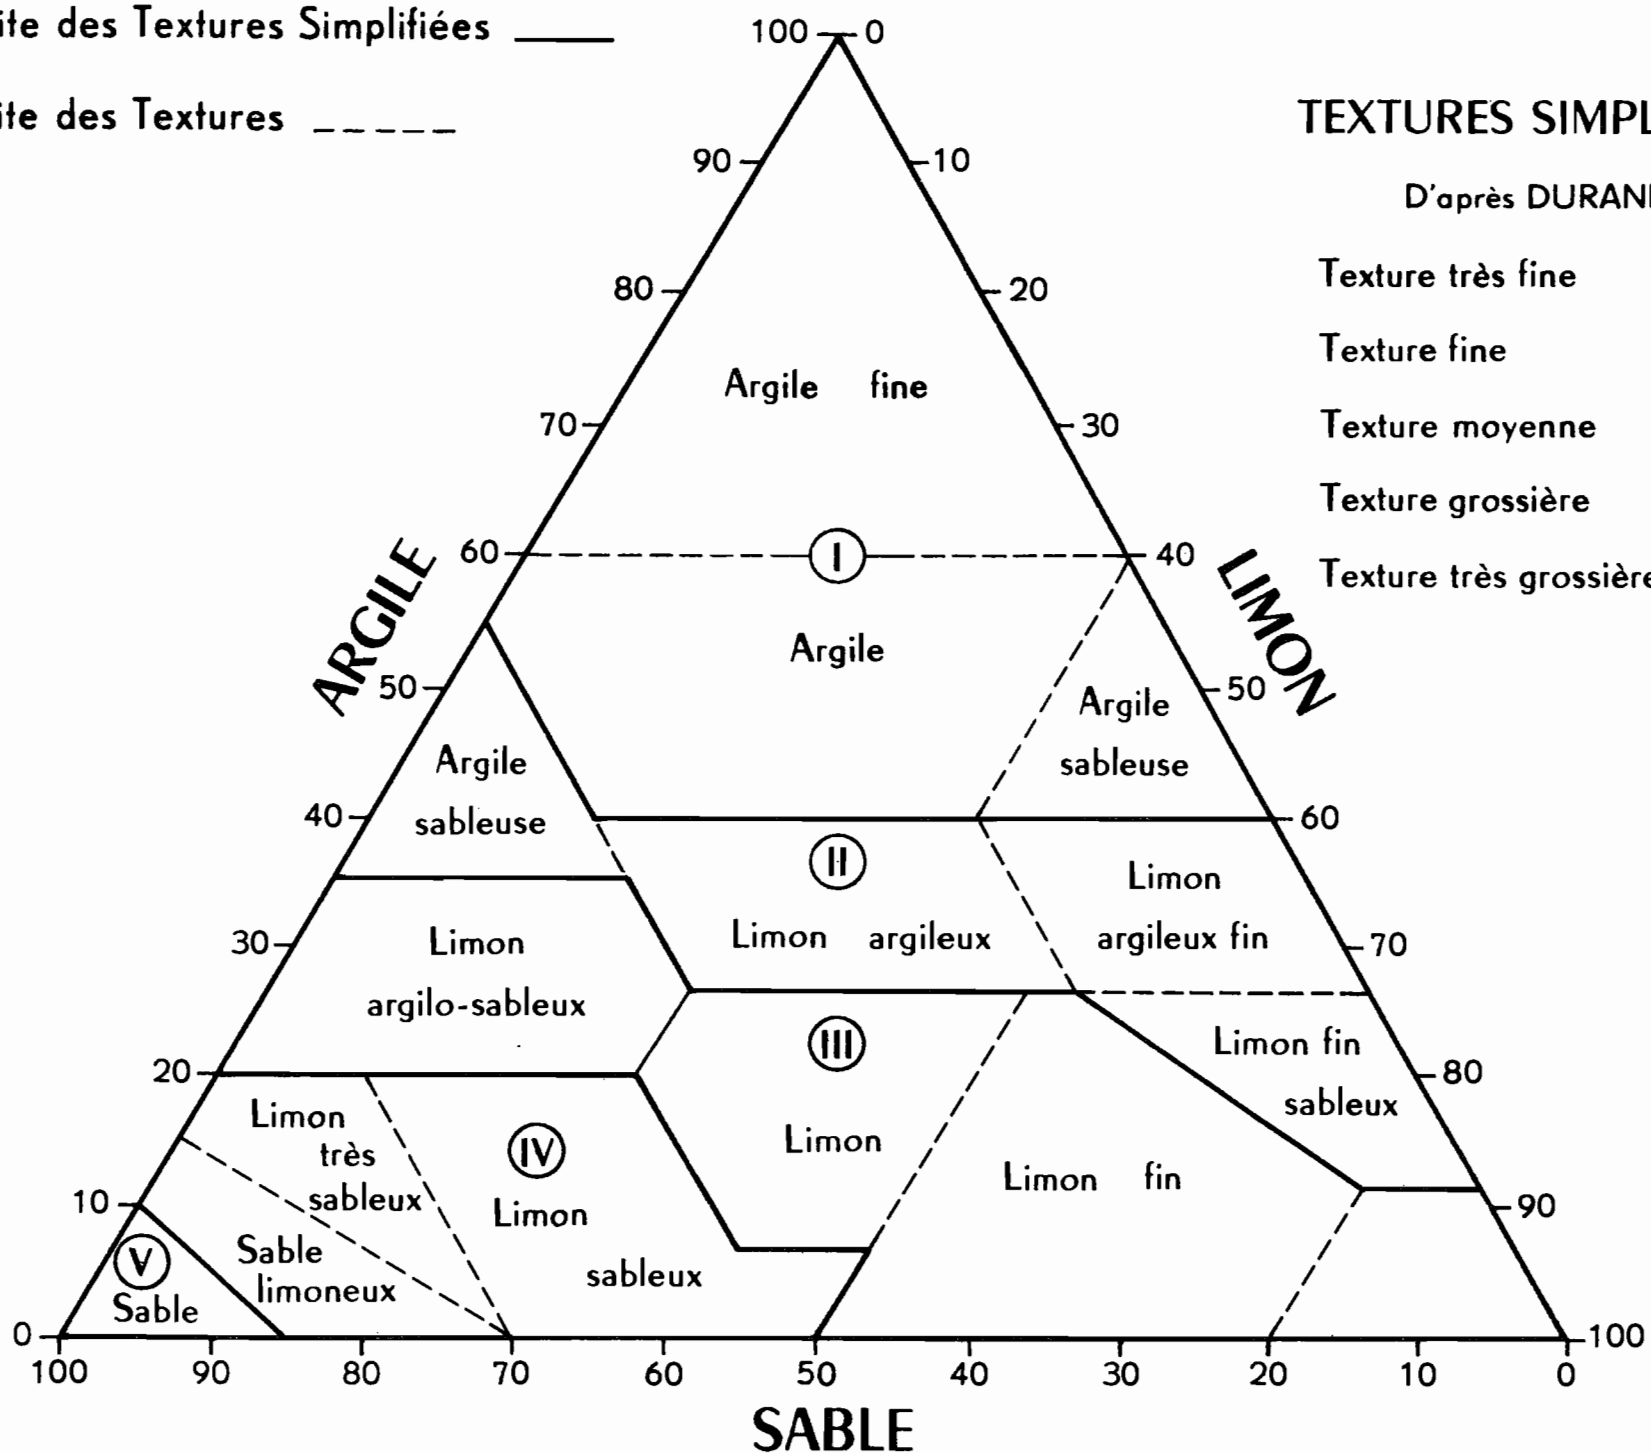 ite des Textures Simplifiées
ite des Textures
TEXTURES SIMPL
D'après DURAN
Texture très fine
Texture fine
Texture moyenne
Texture grossière
Texture très grossière
100 0
90 10
80 20
Argile fine
70 30
60 I 40
ARGILE
LIMON
Argile
50 50
Argile
sableuse
Argile
sableuse
40 60
II
Limon
argileux fin
Limon argileux
30 70
Limon
argilo-sableux
III
Limon fin
sableux
20 80
Limon
très
sableux
IV
Limon
Limon fin
10 90
Limon
sableux
V
Sable
Sable
limoneux
0 100
100 90 80 70 60 50 40 30 20 10 0
SABLE